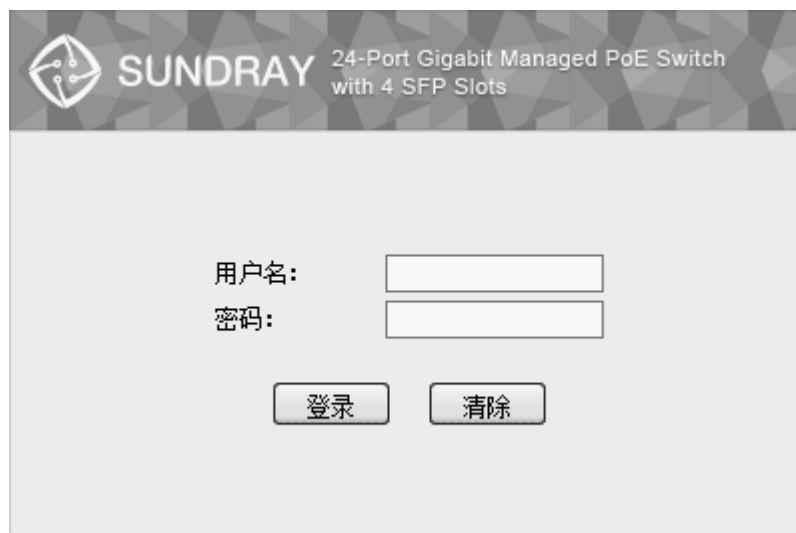 SUNDRAY
24-Port Gigabit Managed PoE Switch
with 4 SFP Slots
用户名:
密码:
登录
清除